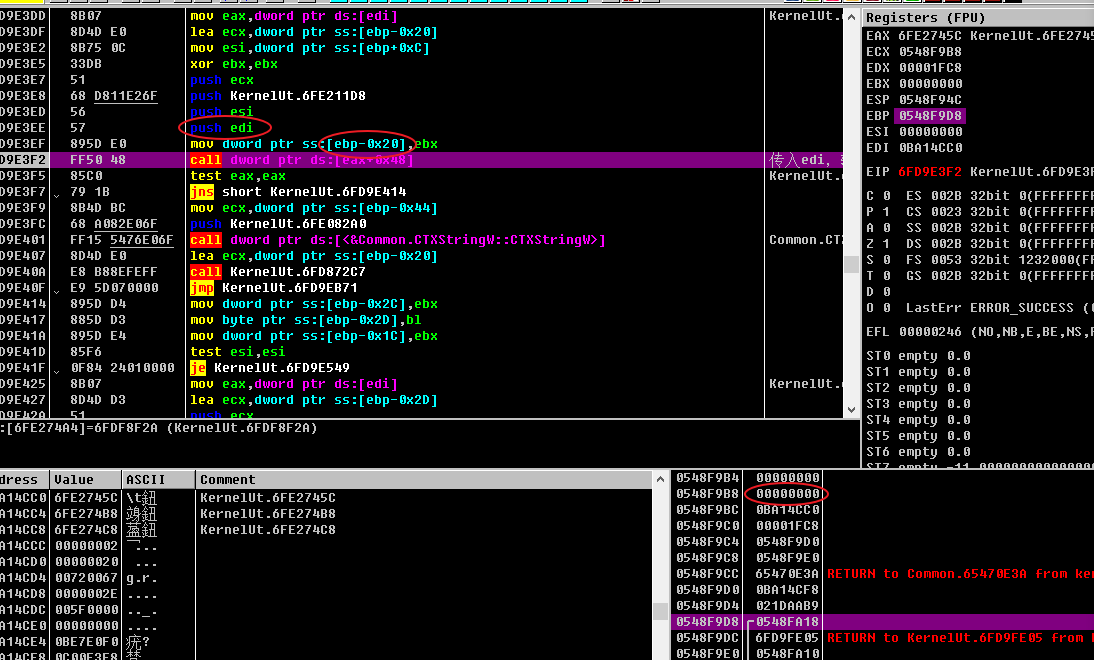 D9E3DD 8B07 mov eax,dword ptr ds:[edi] KernelUt.
D9E3DF 8D4D E0 lea ecx,dword ptr ss:[ebp-0x20]
D9E3E2 8B75 0C mov esi,dword ptr ss:[ebp+0xC]
D9E3E5 33DB xor ebx,ebx
D9E3E7 51 push ecx
D9E3E8 68 D811E26F push KernelUt.6FE211D8
D9E3ED 56 push esi
D9E3EE 57 push edi
D9E3EF 895D E0 mov dword ptr ss:[ebp-0x20],ebx
D9E3F2 FF50 48 call dword ptr ds:[eax+0x48] 传入edi,
D9E3F5 85C0 test eax,eax KernelUt.
D9E3F7 79 1B jns short KernelUt.6FD9E414
D9E3F9 8B4D BC mov ecx,dword ptr ss:[ebp-0x44]
D9E3FC 68 A082E06F push KernelUt.6FE082A0
D9E401 FF15 5476E06F call dword ptr ds:[<&Common.CTXStringW::CTXStringW>] Common.CTX
D9E407 8D4D E0 lea ecx,dword ptr ss:[ebp-0x20]
D9E40A E8 B88EFEFF call KernelUt.6FD872C7
D9E40F E9 5D070000 jmp KernelUt.6FD9EB71
D9E414 895D D4 mov dword ptr ss:[ebp-0x2C],ebx
D9E417 885D D3 mov byte ptr ss:[ebp-0x2D],bl
D9E41A 895D E4 mov dword ptr ss:[ebp-0x1C],ebx
D9E41D 85F6 test esi,esi
D9E41F 0F84 24010000 je KernelUt.6FD9E549
D9E425 8B07 mov eax,dword ptr ds:[edi] KernelUt.
D9E427 8D4D D3 lea ecx,dword ptr ss:[ebp-0x2D]
D9E42A 51 push ecx
:[6FE274A4]=6FDF8F2A (KernelUt.6FDF8F2A)
Registers (FPU)
EAX 6FE2745C KernelUt.6FE2745
ECX 0548F9B8
EDX 00001FC8
EBX 00000000
ESP 0548F94C
EBP 0548F9D8
ESI 00000000
EDI 0BA14CC0
EIP 6FD9E3F2 KernelUt.6FD9E3F
C 0 ES 002B 32bit 0(FFFFFFFF
P 1 CS 0023 32bit 0(FFFFFFFF
A 0 SS 002B 32bit 0(FFFFFFFF
Z 1 DS 002B 32bit 0(FFFFFFFF
S 0 FS 0053 32bit 1232000(FF
T 0 GS 002B 32bit 0(FFFFFFFF
D 0
O 0 LastErr ERROR_SUCCESS (
EFL 00000246 (NO,NB,E,BE,NS,
ST0 empty 0.0
ST1 empty 0.0
ST2 empty 0.0
ST3 empty 0.0
ST4 empty 0.0
ST5 empty 0.0
ST6 empty 0.0
dress Value ASCII Comment
A14CC0 6FE2745C \t鈕 KernelUt.6FE2745C
A14CC4 6FE274B8 KernelUt.6FE274B8
A14CC8 6FE274C8 KernelUt.6FE274C8
A14CCC 00000002 ...
A14CD0 00000020 ...
A14CD4 00720067 g.r.
A14CD8 0000002E ....
A14CDC 005F0000 .._.
A14CE0 00000000 ....
A14CE4 0BE7E0F0
A14CE8 0C00E3E8
0548F9B4 00000000
0548F9B8 00000000
0548F9BC 0BA14CC0
0548F9C0 00001FC8
0548F9C4 0548F9D0
0548F9C8 0548F9E0
0548F9CC 65470E3A RETURN to Common.65470E3A from ke
0548F9D0 0BA14CF8
0548F9D4 021DAAB9
0548F9D8 0548FA18
0548F9DC 6FD9FE05 RETURN to KernelUt.6FD9FE05 from
0548F9E0 0548FA10